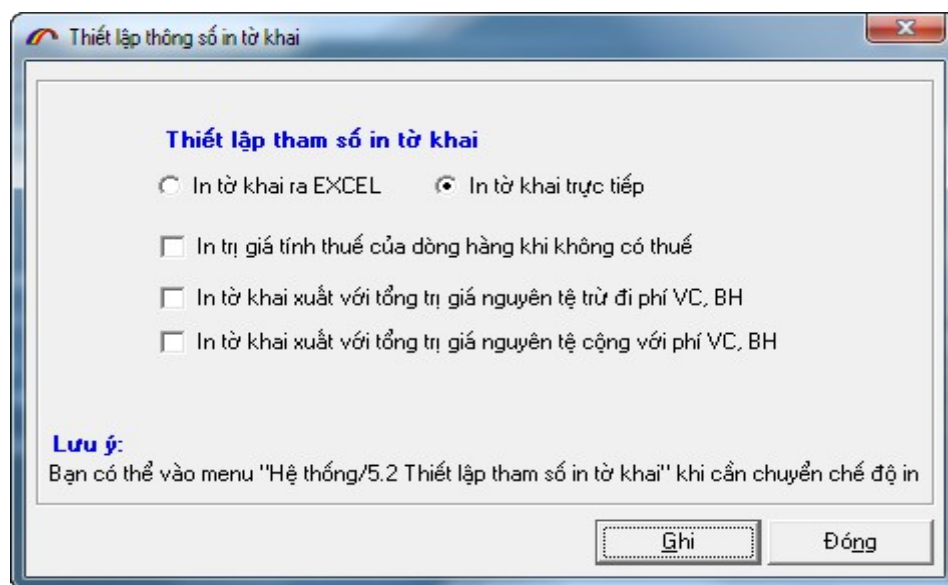 Thiết lập thông số in tờ khai
Thiết lập tham số in tờ khai
In tờ khai ra EXCEL In tờ khai trực tiếp
In trị giá tính thuế của dòng hàng khi không có thuế
In tờ khai xuất với tổng trị giá nguyên tệ trừ đi phí VC, BH
In tờ khai xuất với tổng trị giá nguyên tệ cộng với phí VC, BH
Lưu ý:
Bạn có thể vào menu "Hệ thống/5.2 Thiết lập tham số in tờ khai" khi cần chuyển chế độ in
Ghi Đóng